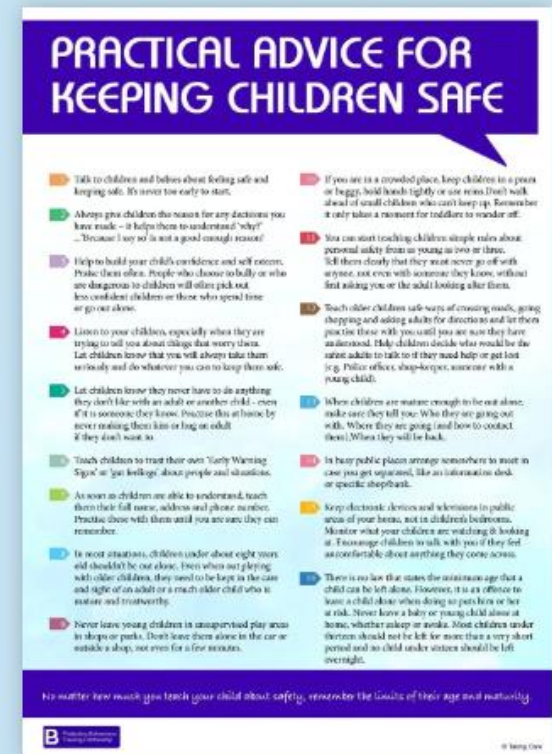 PRACTICAL ADVICE FOR
KEEPING CHILDREN SAFE
Talk to children and babies about feeling safe and
keeping safe. It's never too early to start.
Always give children the reason for any decisions you
have made – it helps them to understand 'why?'
...'Because I say so' is not a good enough reason!
Help to build your child's confidence and self esteem.
Praise them often. People who choose to bully or who
are dangerous to children will often pick out
less confident children or those who spend time
or go out alone.
Listen to your children, especially when they are
trying to tell you about things that worry them.
Let children know that you will always take them
seriously and do whatever you can to keep them safe.
Let children know they never have to do anything
they don't like with an adult or another child - even
if it is someone they know. Practise this at home by
never making them kiss or hug an adult
if they don't want to.
Teach children to trust their own 'Early Warning
Signs' or 'gut feelings' about people and situations.
As soon as children are able to understand, teach
them their full name, address and phone number.
Practise these with them until you are sure they can
remember.
In most situations, children under about eight years
old shouldn't be out alone. Even when out playing
with older children, they need to be kept in the care
and sight of an adult or a much older child who is
mature and trustworthy.
Never leave young children in unsupervised play areas
in shops or parks. Don't leave them alone in the car or
outside a shop, not even for a few minutes.
If you are in a crowded place, keep children in a pram
or buggy, hold hands tightly or use reins. Don't walk
ahead of small children who can't keep up. Remember
it only takes a moment for toddlers to wander off.
You can start teaching children simple rules about
personal safety from as young as two or three.
Tell them clearly that they must never go off with
anyone, not even with someone they know, without
first asking you or the adult looking after them.
Teach older children safe ways of crossing roads, going
shopping and asking adults for directions and let them
practise these with you until you are sure they have
understood. Help children decide who would be the
safest adults to talk to if they need help or get lost
(e.g. Police officer, shop-keeper, someone with a
young child).
When children are mature enough to be out alone,
make sure they tell you: Who they are going out
with. Where they are going (and how to contact
them). When they will be back.
In busy public places arrange somewhere to meet in
case you get separated, like an information desk
or specific shop/bank.
Keep electronic devices and televisions in public
areas of your home, not in children's bedrooms.
Monitor what your children are watching & looking
at. Encourage children to talk with you if they feel
uncomfortable about anything they come across.
There is no law that states the minimum age that a
child can be left alone. However, it is an offence to
leave a child alone when doing so puts him or her
at risk. Never leave a baby or young child alone at
home, whether asleep or awake. Most children under
thirteen should not be left for more than a very short
period and no child under sixteen should be left
overnight.
No matter how much you teach your child about safety, remember the limits of their age and maturity.
B